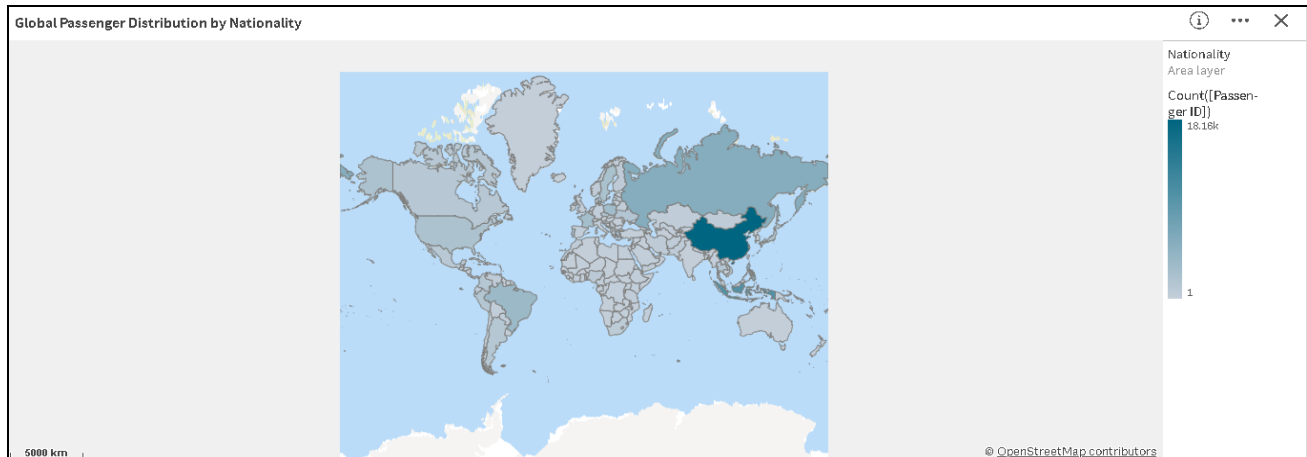 Global Passenger Distribution by Nationality
Nationality
Area layer
Count([Passen-
ger ID])
18.16k
1
5000 km
© OpenStreetMap contributors